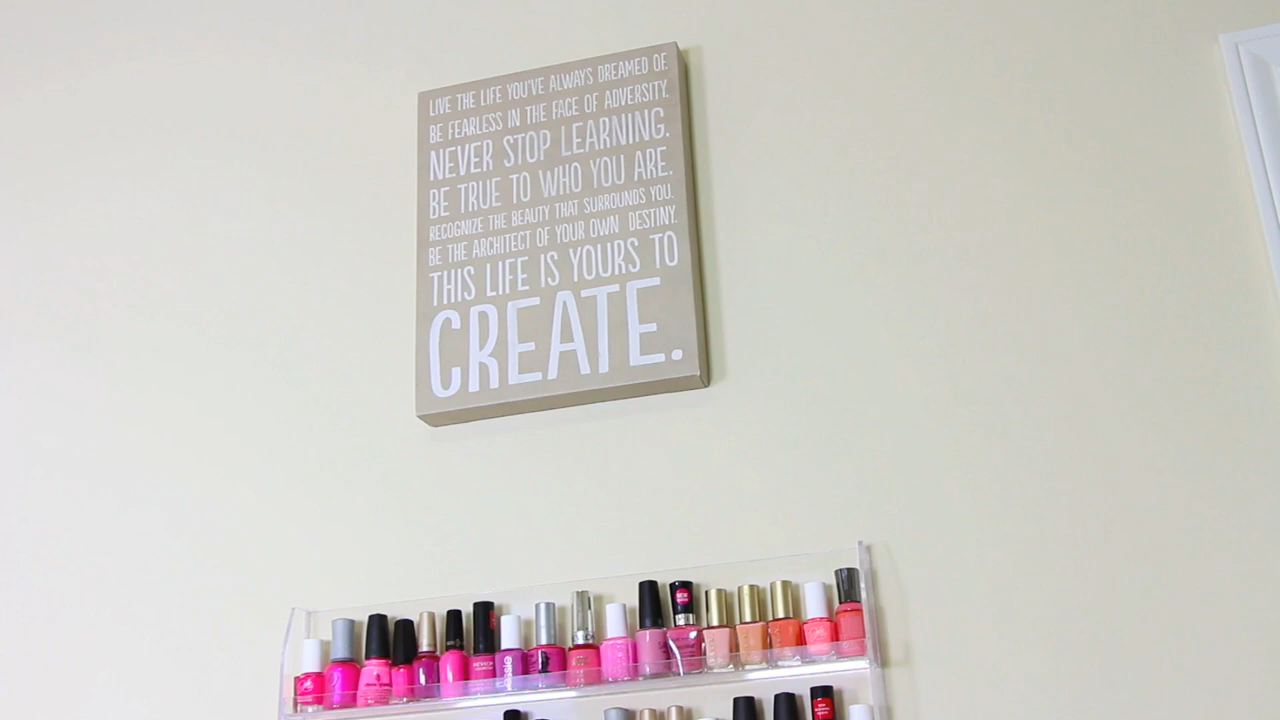 LIVE THE LIFE YOU'VE ALWAYS DREAMED OF.
BE FEARLESS IN THE FACE OF ADVERSITY.
NEVER STOP LEARNING.
BE TRUE TO WHO YOU ARE.
RECOGNIZE THE BEAUTY THAT SURROUNDS YOU.
BE THE ARCHITECT OF YOUR OWN DESTINY.
THIS LIFE IS YOURS TO
CREATE.
REVLON
essie